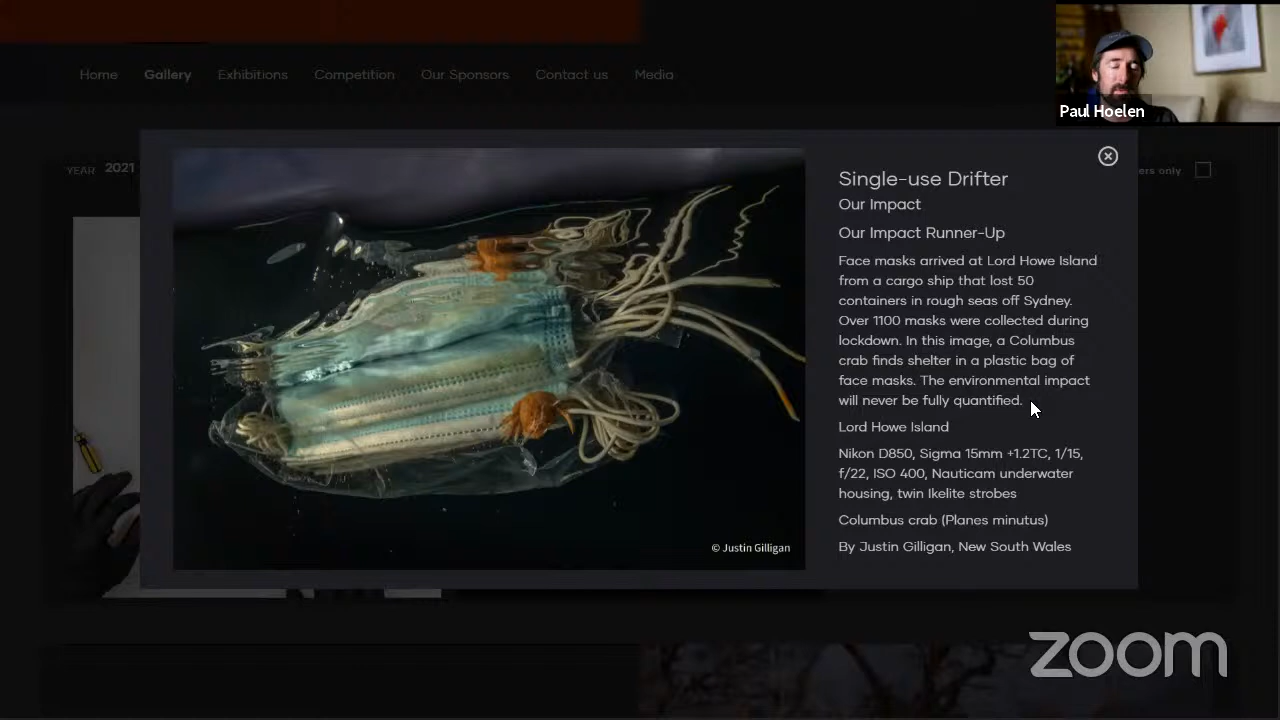 Home Gallery Exhibitions Competition Our Sponsors Contact us Media
Paul Hoelen
YEAR 2021
ers only
Single-use Drifter
Our Impact
Our Impact Runner-Up
Face masks arrived at Lord Howe Island
from a cargo ship that lost 50
containers in rough seas off Sydney.
Over 1100 masks were collected during
lockdown. In this image, a Columbus
crab finds shelter in a plastic bag of
face masks. The environmental impact
will never be fully quantified.
Lord Howe Island
Nikon D850, Sigma 15mm +1.2TC, 1/15,
f/22, ISO 400, Nauticam underwater
housing, twin Ikelite strobes
Columbus crab (Planes minutus)
By Justin Gilligan, New South Wales
© Justin Gilligan
zoom